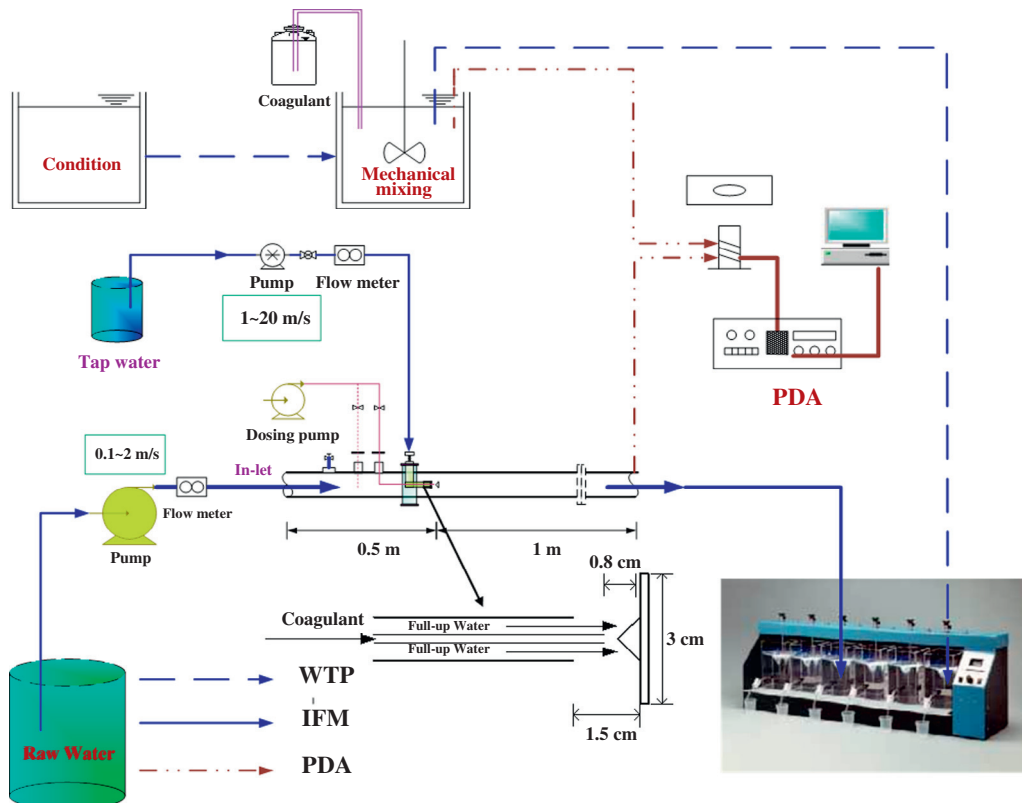 Coagulant
Condition
Mechanical
mixing
Pump
Flow meter
1~20 m/s
Tap water
PDA
Dosing pump
0.1~2 m/s
In-let
Flow meter
Pump
0.5 m
1 m
0.8 cm
Coagulant
Full-up Water
Full-up Water
3 cm
1.5 cm
WTP
IFM
PDA
Raw Water